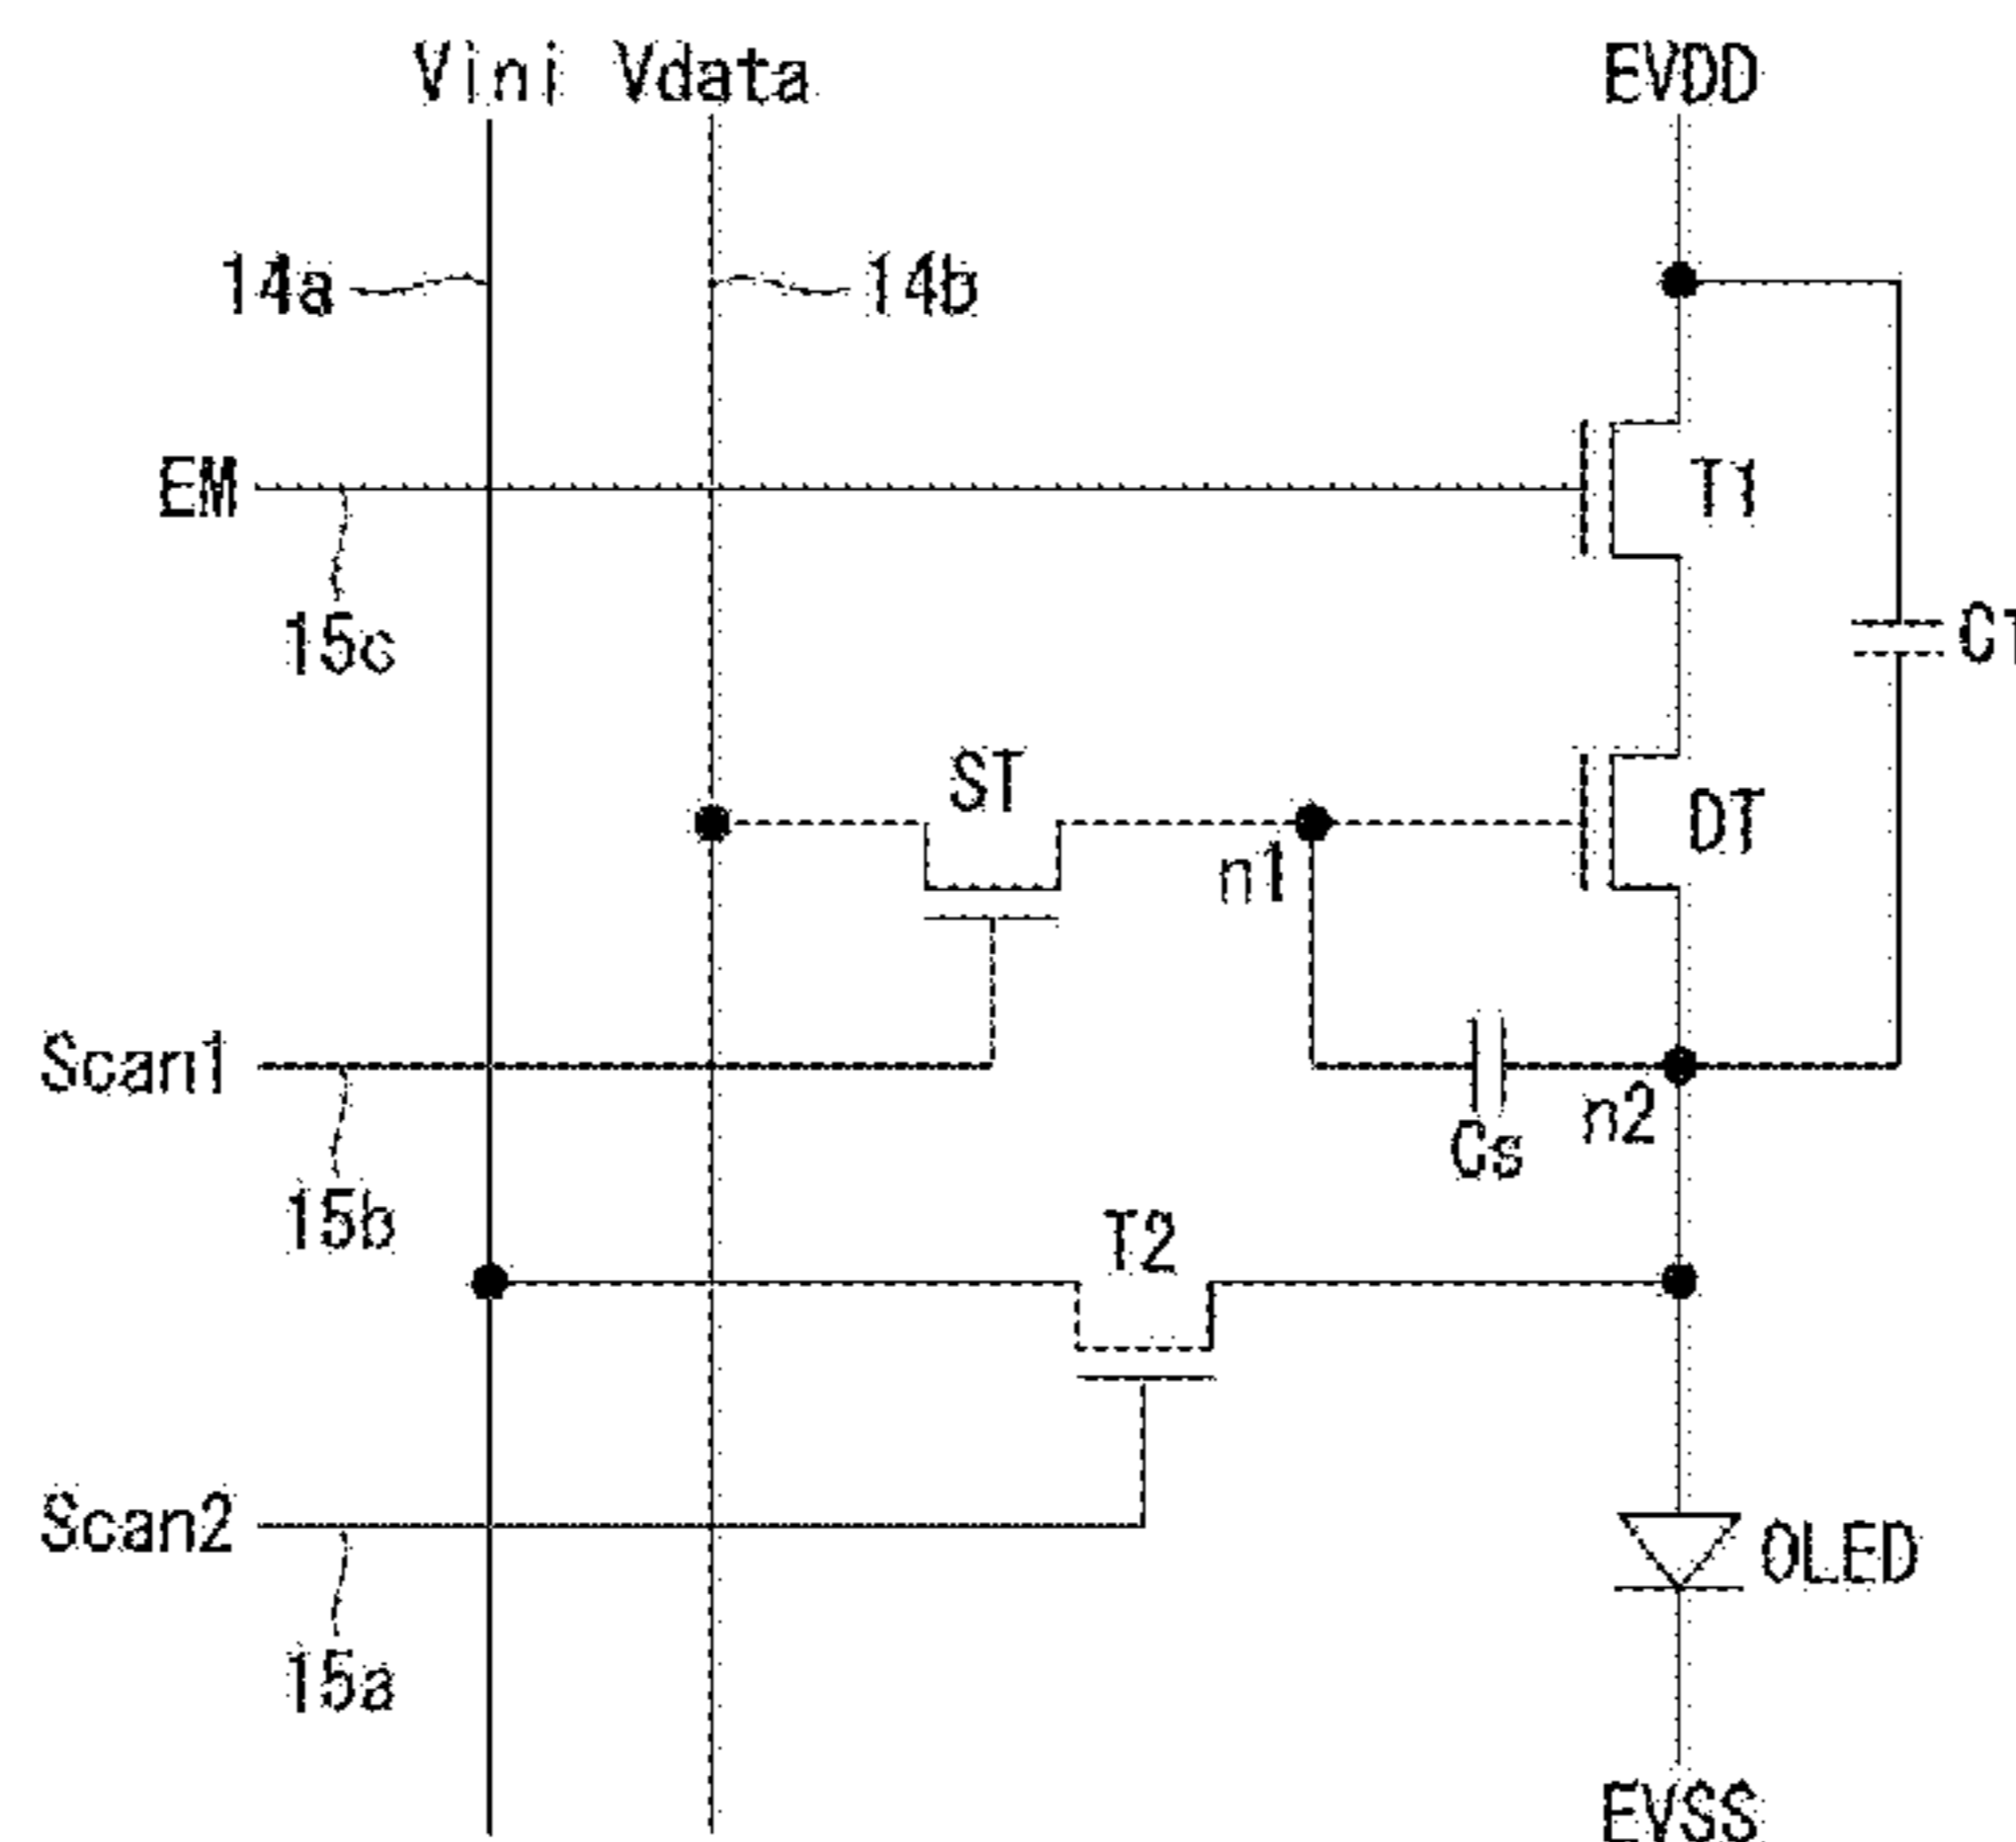 Vini Vdata EVDD
14a 14b
EM T1
15c C1
ST DT
n1
Scan1 n2
Cs
15b T2
Scan2 OLED
15a
EVSS